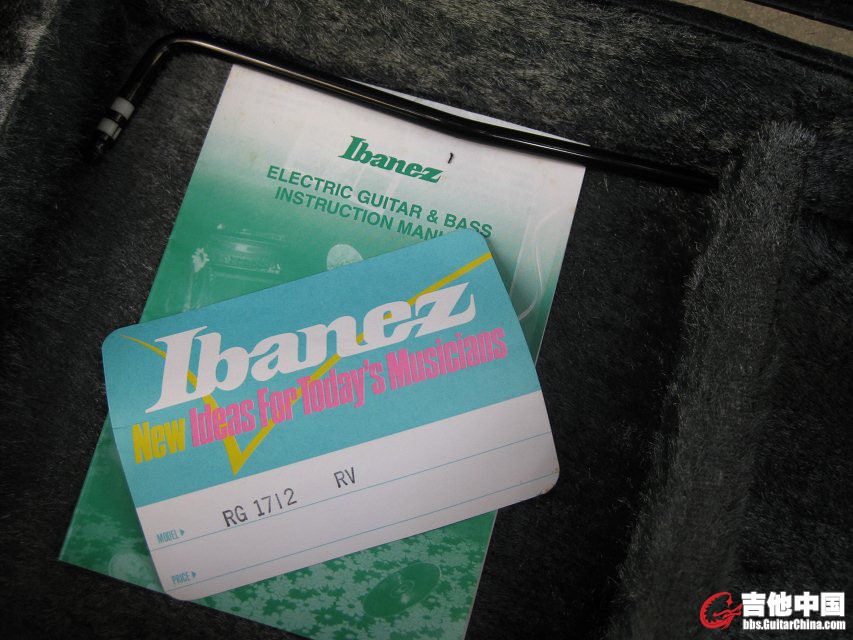 Ibanez
ELECTRIC GUITAR & BASS
INSTRUCTION
Ibanez
New Ideas For Today's Musicians
MODEL RG 1712 RV
PRICE
吉他中国
bbs.GuitarChina.com